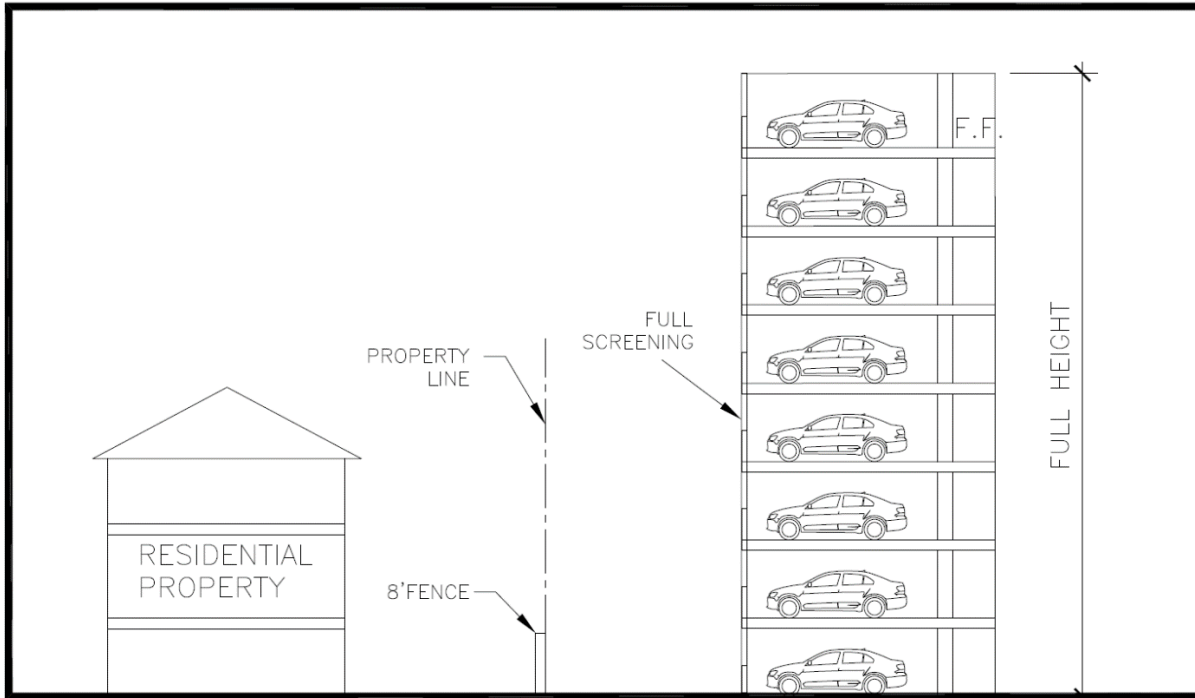 F.F.
FULL
SCREENING
PROPERTY
LINE
FULL HEIGHT
RESIDENTIAL
PROPERTY
8'FENCE